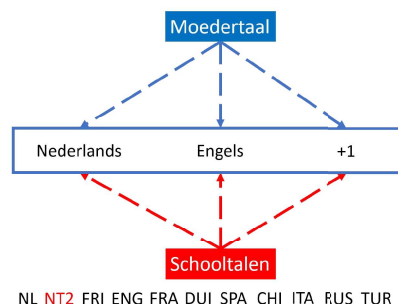 Moedertaal
Nederlands Engels +1
Schooltalen
NL NT2 FRI ENG FRA DUI SPA CHI ITA RUS TUR